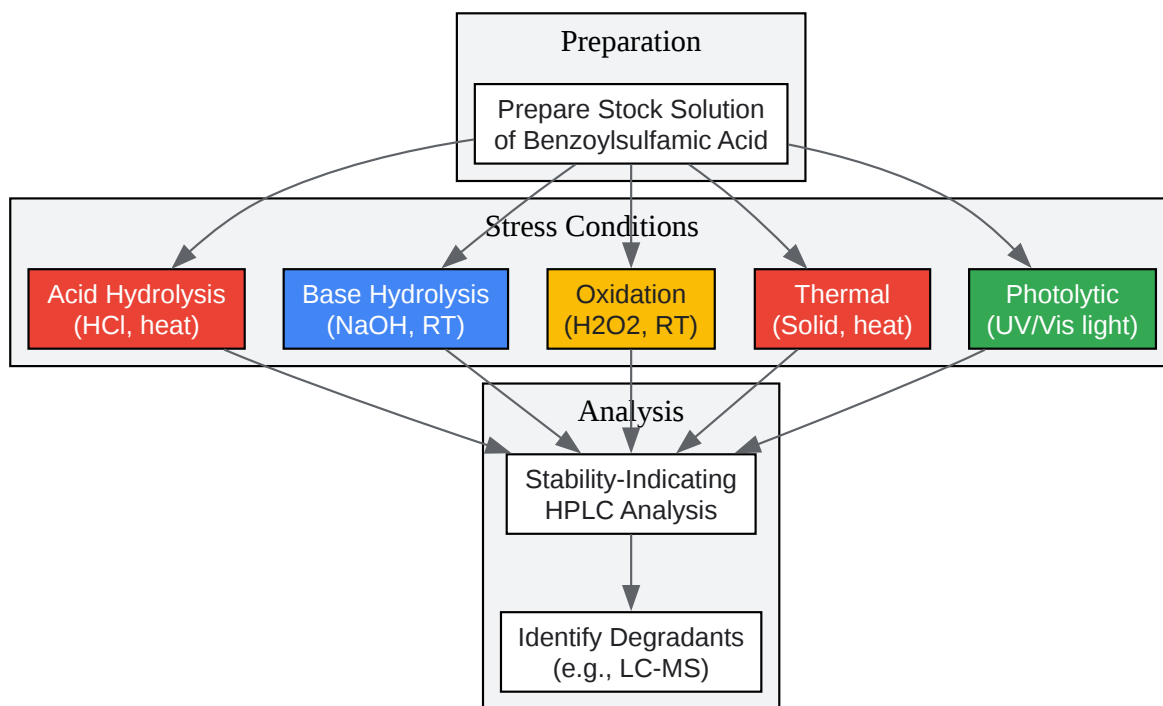 Preparation
Prepare Stock Solution
of Benzoylsulfamic Acid
Stress Conditions
Acid Hydrolysis
(HCl, heat)
Base Hydrolysis
(NaOH, RT)
Oxidation
(H2O2, RT)
Thermal
(Solid, heat)
Photolytic
(UV/Vis light)
Analysis
Stability-Indicating
HPLC Analysis
Identify Degradants
(e.g., LC-MS)